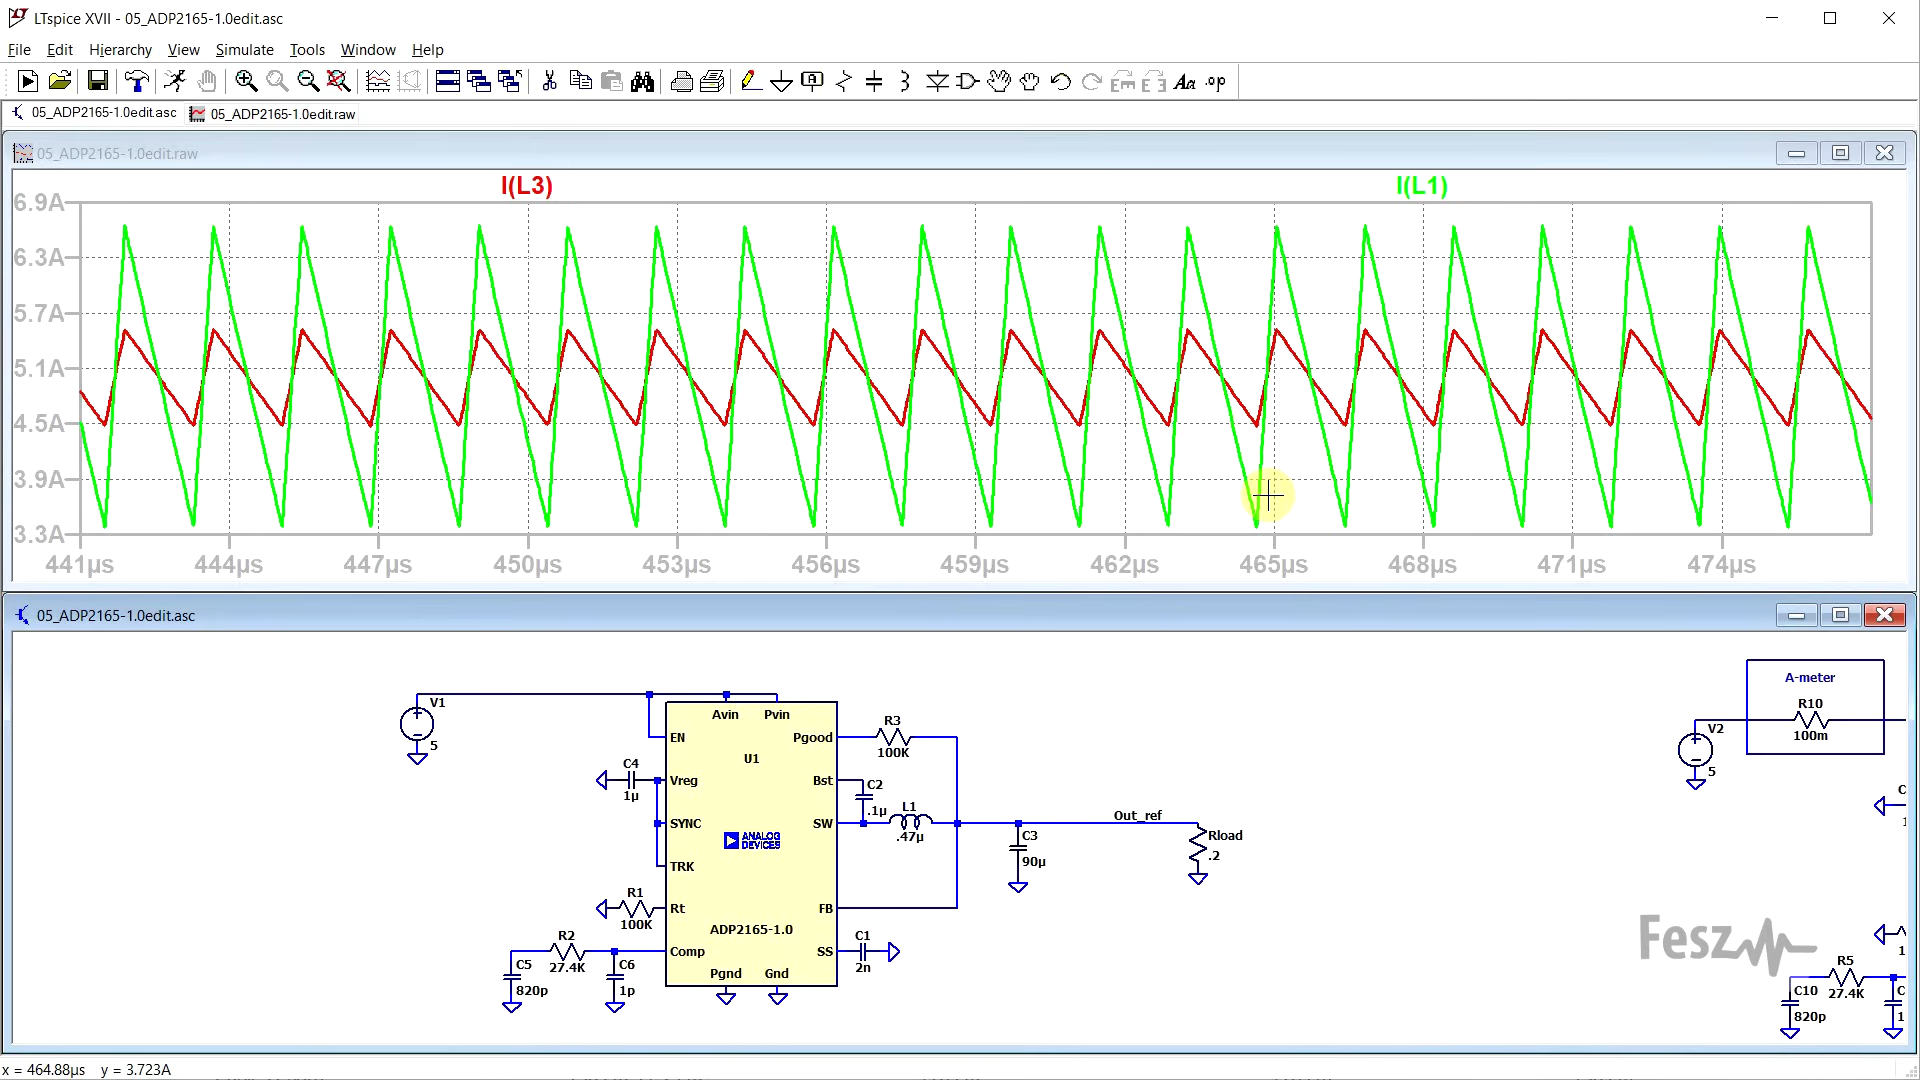 LTspice XVII - 05_ADP2165-1.0edit.asc
File Edit Hierarchy View Simulate Tools Window Help
Aa .op
05_ADP2165-1.0edit.asc 05_ADP2165-1.0edit.raw
05_ADP2165-1.0edit.raw
I(L3) I(L1)
6.9A
6.3A
5.7A
5.1A
4.5A
3.9A
3.3A
441µs 444µs 447µs 450µs 453µs 456µs 459µs 462µs 465µs 468µs 471µs 474µs
05_ADP2165-1.0edit.asc
V1
5
Avin Pvin
EN
U1
Pgood
R3
100K
C4
1µ
Vreg
Bst
C2
.1µ
SYNC
ANALOG
DEVICES
SW
L1
.47µ
Out_ref
C3
90µ
Rload
.2
TRK
R1
100K
Rt
FB
ADP2165-1.0
R2
27.4K
C5
820p
C6
1p
Comp
SS
C1
2n
Pgnd Gnd
A-meter
R10
100m
V2
5
C
1
Fesz
R5
27.4K
C10
820p
C
1
x = 464.88µs y = 3.723A